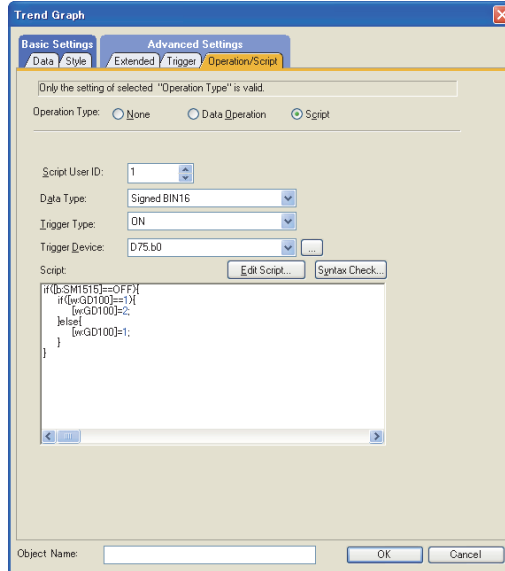 Trend Graph
Basic Settings
Advanced Settings
Data Style Extended Trigger Operation/Script
Only the setting of selected "Operation Type" is valid.
Operation Type: None Data Operation Script
Script User ID: 1
Data Type: Signed BIN16
Trigger Type: ON
Trigger Device: D75.b0 ...
Script: Edit Script... Syntax Check...
if([b:SM1515]==OFF){
if([w:GD100]==1){
[w:GD100]=2;
}else{
[w:GD100]=1;
}
}
Object Name: OK Cancel